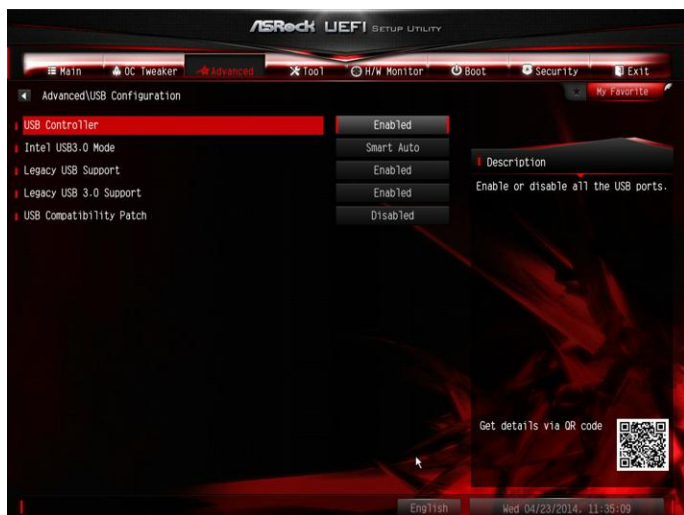 ASRock UEFI SETUP UTILITY
Main OC Tweaker Advanced Tool H/W Monitor Boot Security Exit
Advanced\USB Configuration
My Favorite
USB Controller Enabled
Intel USB3.0 Mode Smart Auto
Legacy USB Support Enabled
Legacy USB 3.0 Support Enabled
USB Compatibility Patch Disabled
Description
Enable or disable all the USB ports.
Get details via QR code
English
Wed 04/23/2014. 11:35:09